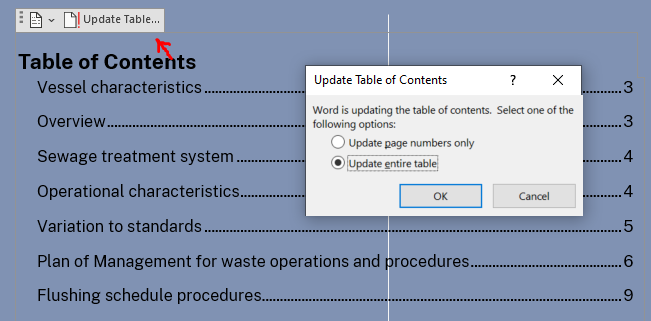 Update Table...
Table of Contents
Vessel characteristics 3
Overview 3
Sewage treatment system 4
Operational characteristics 4
Variation to standards 5
Plan of Management for waste operations and procedures 6
Flushing schedule procedures 9
Update Table of Contents ?
Word is updating the table of contents. Select one of the
following options:
Update page numbers only
Update entire table
OK Cancel